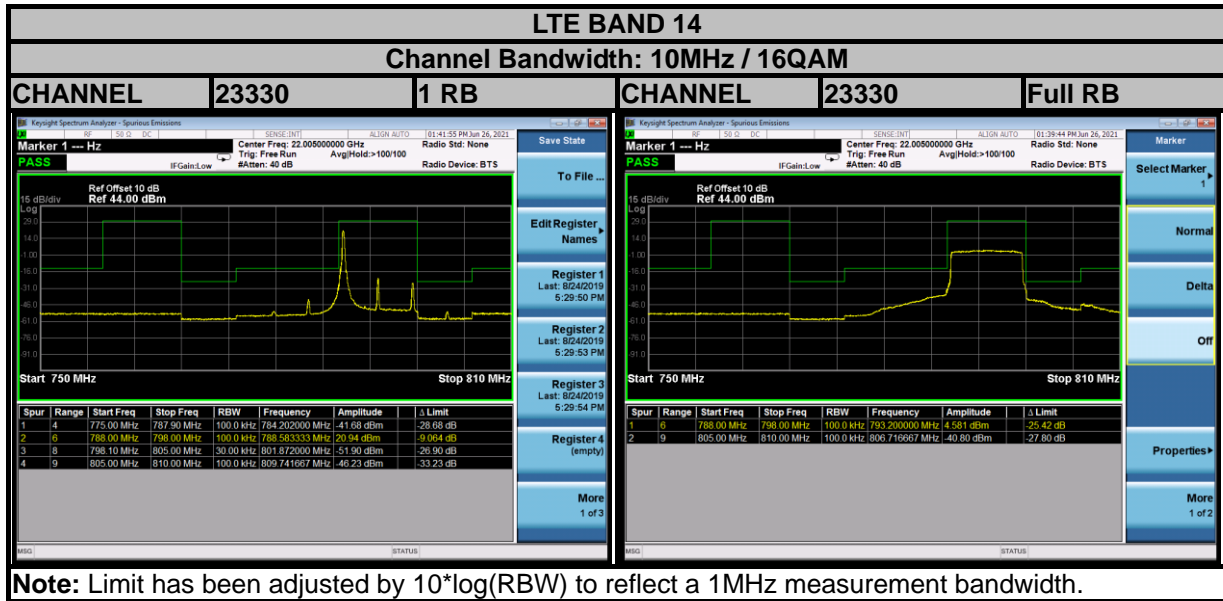 LTE BAND 14
Channel Bandwidth: 10MHz / 16QAM
CHANNEL 23330 1 RB CHANNEL 23330 Full RB
Keysight Spectrum Analyzer - Spurious Emissions
RF 50 Ω DC SENSE:INT ALIGN AUTO 01:41:55 PM Jun 26, 2021
Marker 1 --- Hz Center Freq: 22.005000000 GHz Radio Std: None
Trig: Free Run Avg|Hold:>100/100
PASS IFGain:Low #Atten: 40 dB Radio Device: BTS
Ref Offset 10 dB
15 dB/div Ref 44.00 dBm
Log
29.0
14.0
-1.00
-16.0
-31.0
-46.0
-61.0
-76.0
-91.0
Start 750 MHz Stop 810 MHz
Spur Range Start Freq Stop Freq RBW Frequency Amplitude Δ Limit
1 4 775.00 MHz 787.90 MHz 100.0 kHz 784.202000 MHz -41.68 dBm -28.68 dB
2 6 788.00 MHz 798.00 MHz 100.0 kHz 788.583333 MHz 20.94 dBm -9.064 dB
3 8 798.10 MHz 805.00 MHz 30.00 kHz 801.872000 MHz -51.90 dBm -26.90 dB
4 9 805.00 MHz 810.00 MHz 100.0 kHz 809.741667 MHz -46.23 dBm -33.23 dB
MSG STATUS
Save State
To File ...
Edit Register Names
Register 1
Last: 8/24/2019
5:29:50 PM
Register 2
Last: 8/24/2019
5:29:53 PM
Register 3
Last: 8/24/2019
5:29:54 PM
Register 4
(empty)
More
1 of 3
Keysight Spectrum Analyzer - Spurious Emissions
RF 50 Ω DC SENSE:INT ALIGN AUTO 01:39:44 PM Jun 26, 2021
Marker 1 --- Hz Center Freq: 22.005000000 GHz Radio Std: None
Trig: Free Run Avg|Hold:>100/100
PASS IFGain:Low #Atten: 40 dB Radio Device: BTS
Ref Offset 10 dB
15 dB/div Ref 44.00 dBm
Log
29.0
14.0
-1.00
-16.0
-31.0
-46.0
-61.0
-76.0
-91.0
Start 750 MHz Stop 810 MHz
Spur Range Start Freq Stop Freq RBW Frequency Amplitude Δ Limit
1 6 788.00 MHz 798.00 MHz 100.0 kHz 793.200000 MHz 4.581 dBm -25.42 dB
2 9 805.00 MHz 810.00 MHz 100.0 kHz 806.716667 MHz -40.80 dBm -27.80 dB
MSG STATUS
Marker
Select Marker
1
Normal
Delta
Off
Properties
More
1 of 2
Note: Limit has been adjusted by 10*log(RBW) to reflect a 1MHz measurement bandwidth.